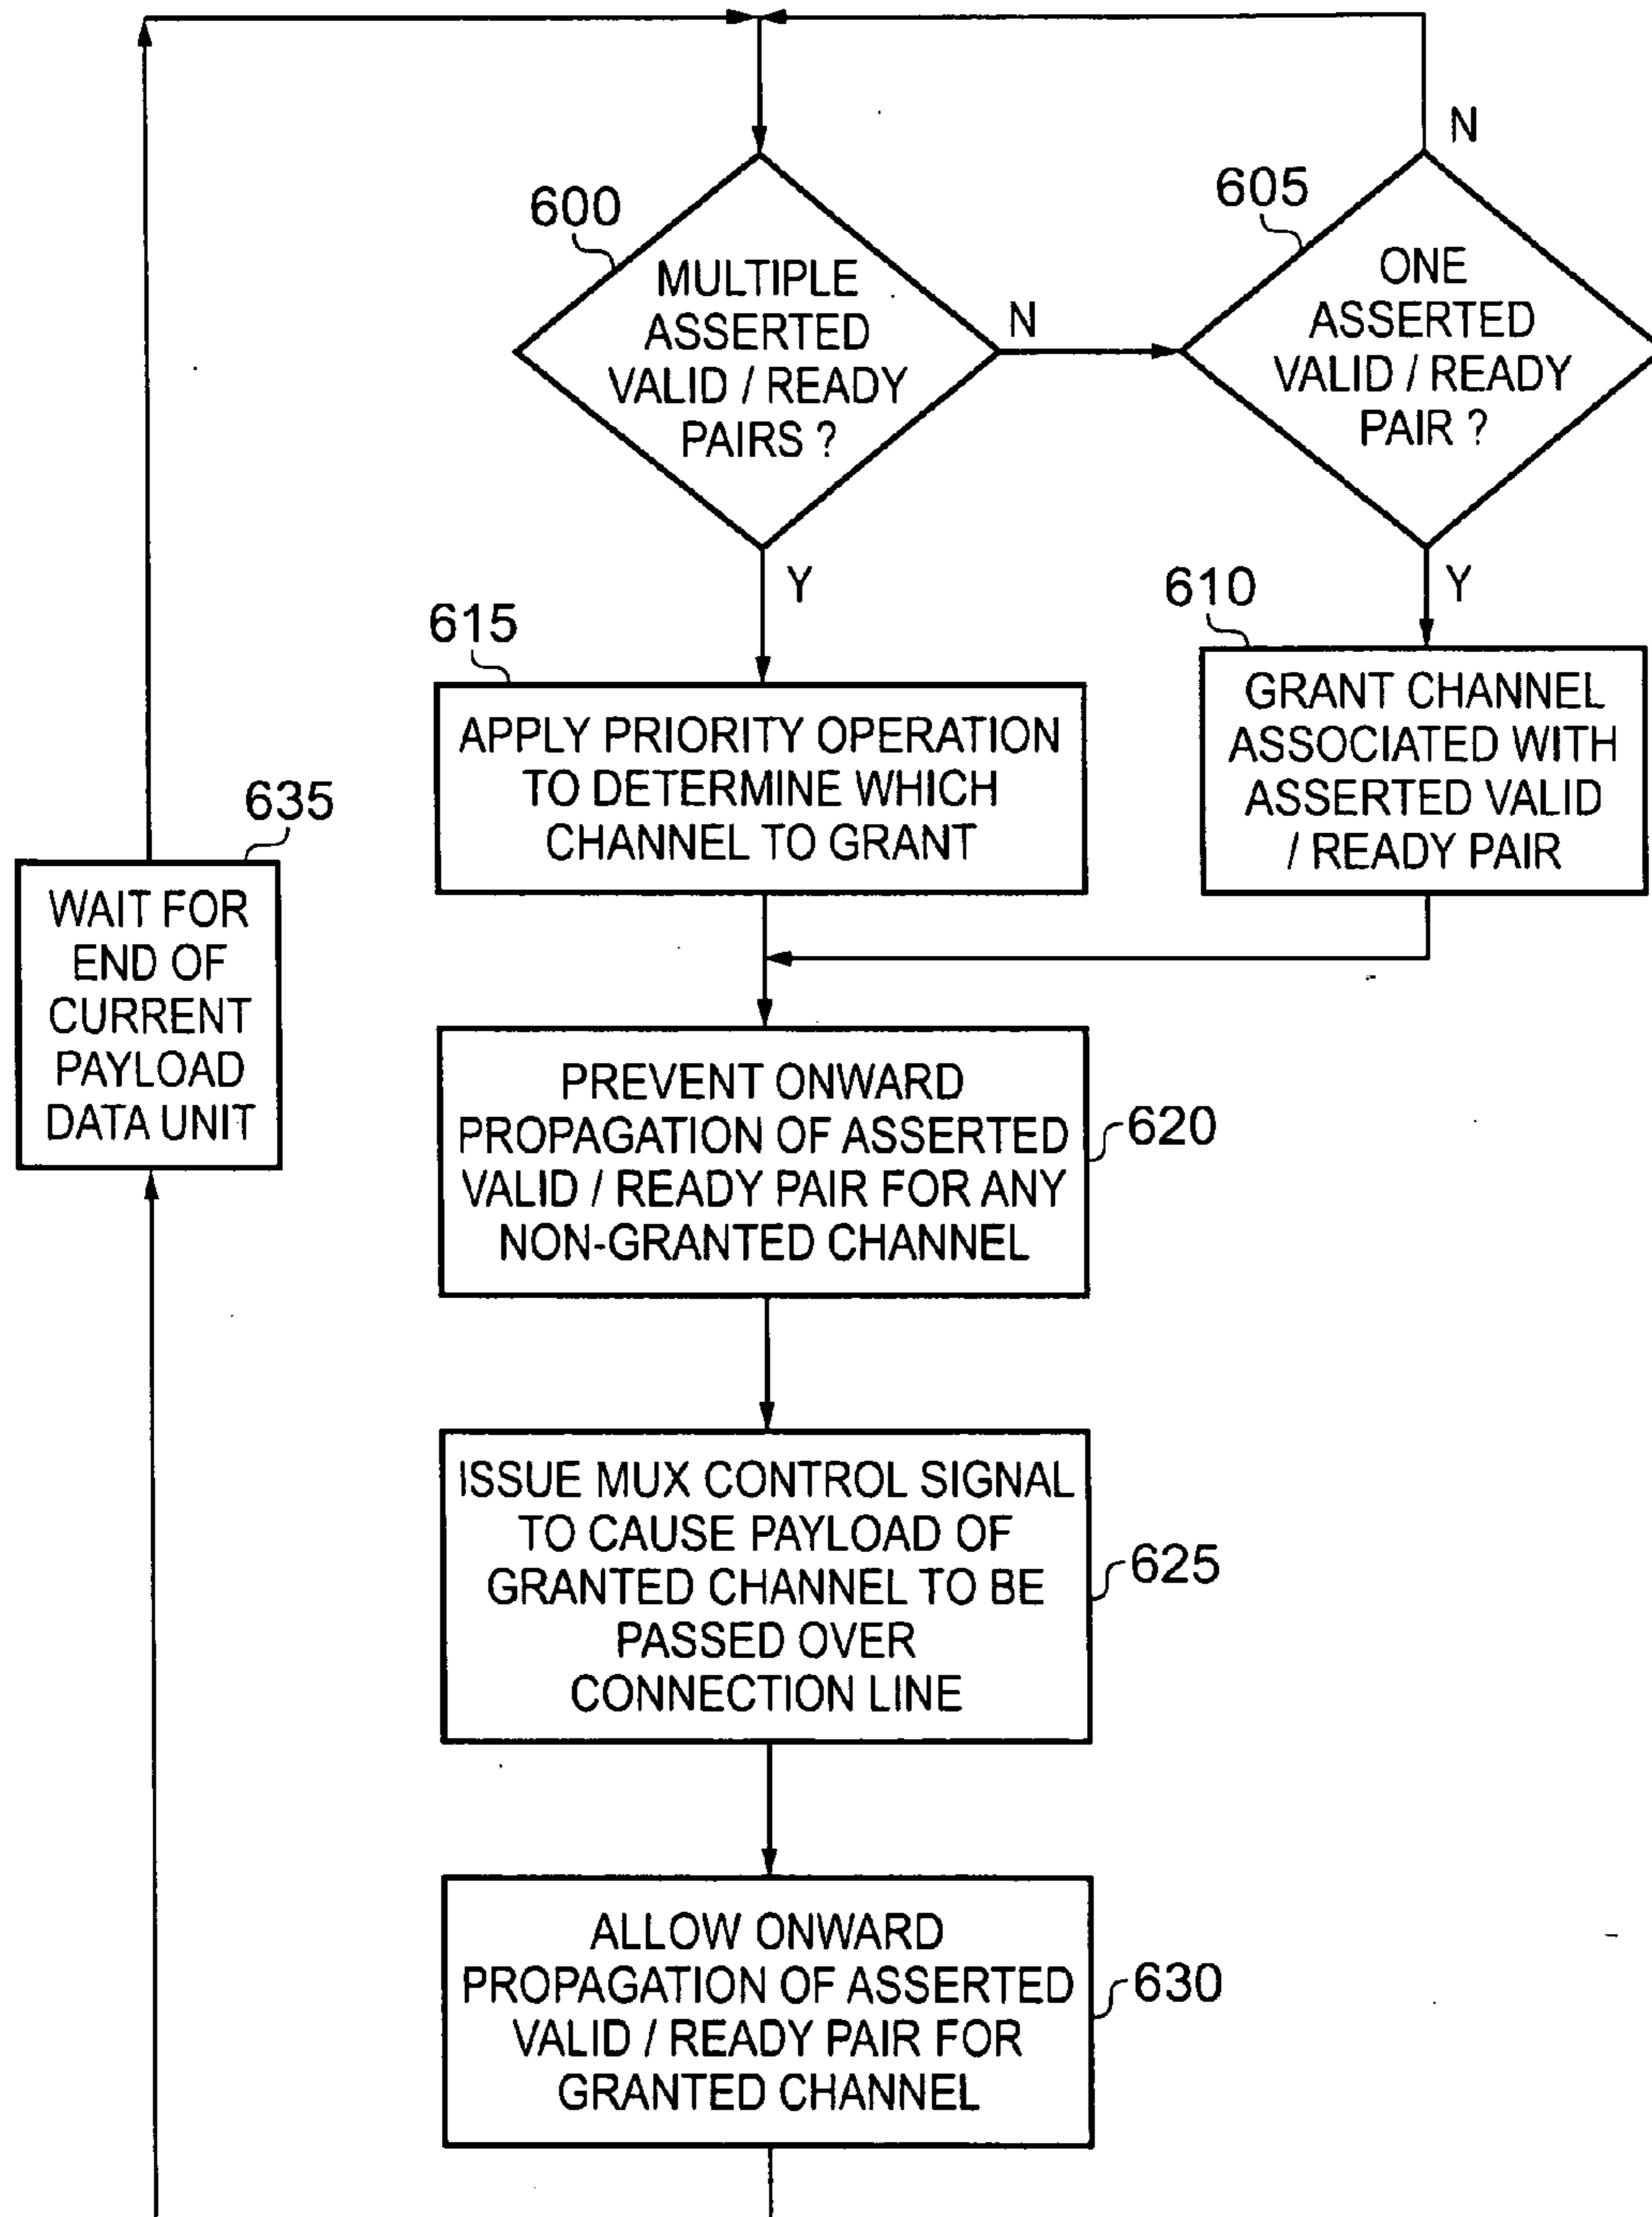 600
MULTIPLE
ASSERTED
VALID / READY
PAIRS ?
N
Y
605
ONE
ASSERTED
VALID / READY
PAIR ?
N
Y
610
GRANT CHANNEL
ASSOCIATED WITH
ASSERTED VALID
/ READY PAIR
615
APPLY PRIORITY OPERATION
TO DETERMINE WHICH
CHANNEL TO GRANT
635
WAIT FOR
END OF
CURRENT
PAYLOAD
DATA UNIT
PREVENT ONWARD
PROPAGATION OF ASSERTED
VALID / READY PAIR FOR ANY
NON-GRANTED CHANNEL
620
ISSUE MUX CONTROL SIGNAL
TO CAUSE PAYLOAD OF
GRANTED CHANNEL TO BE
PASSED OVER
CONNECTION LINE
625
ALLOW ONWARD
PROPAGATION OF ASSERTED
VALID / READY PAIR FOR
GRANTED CHANNEL
630